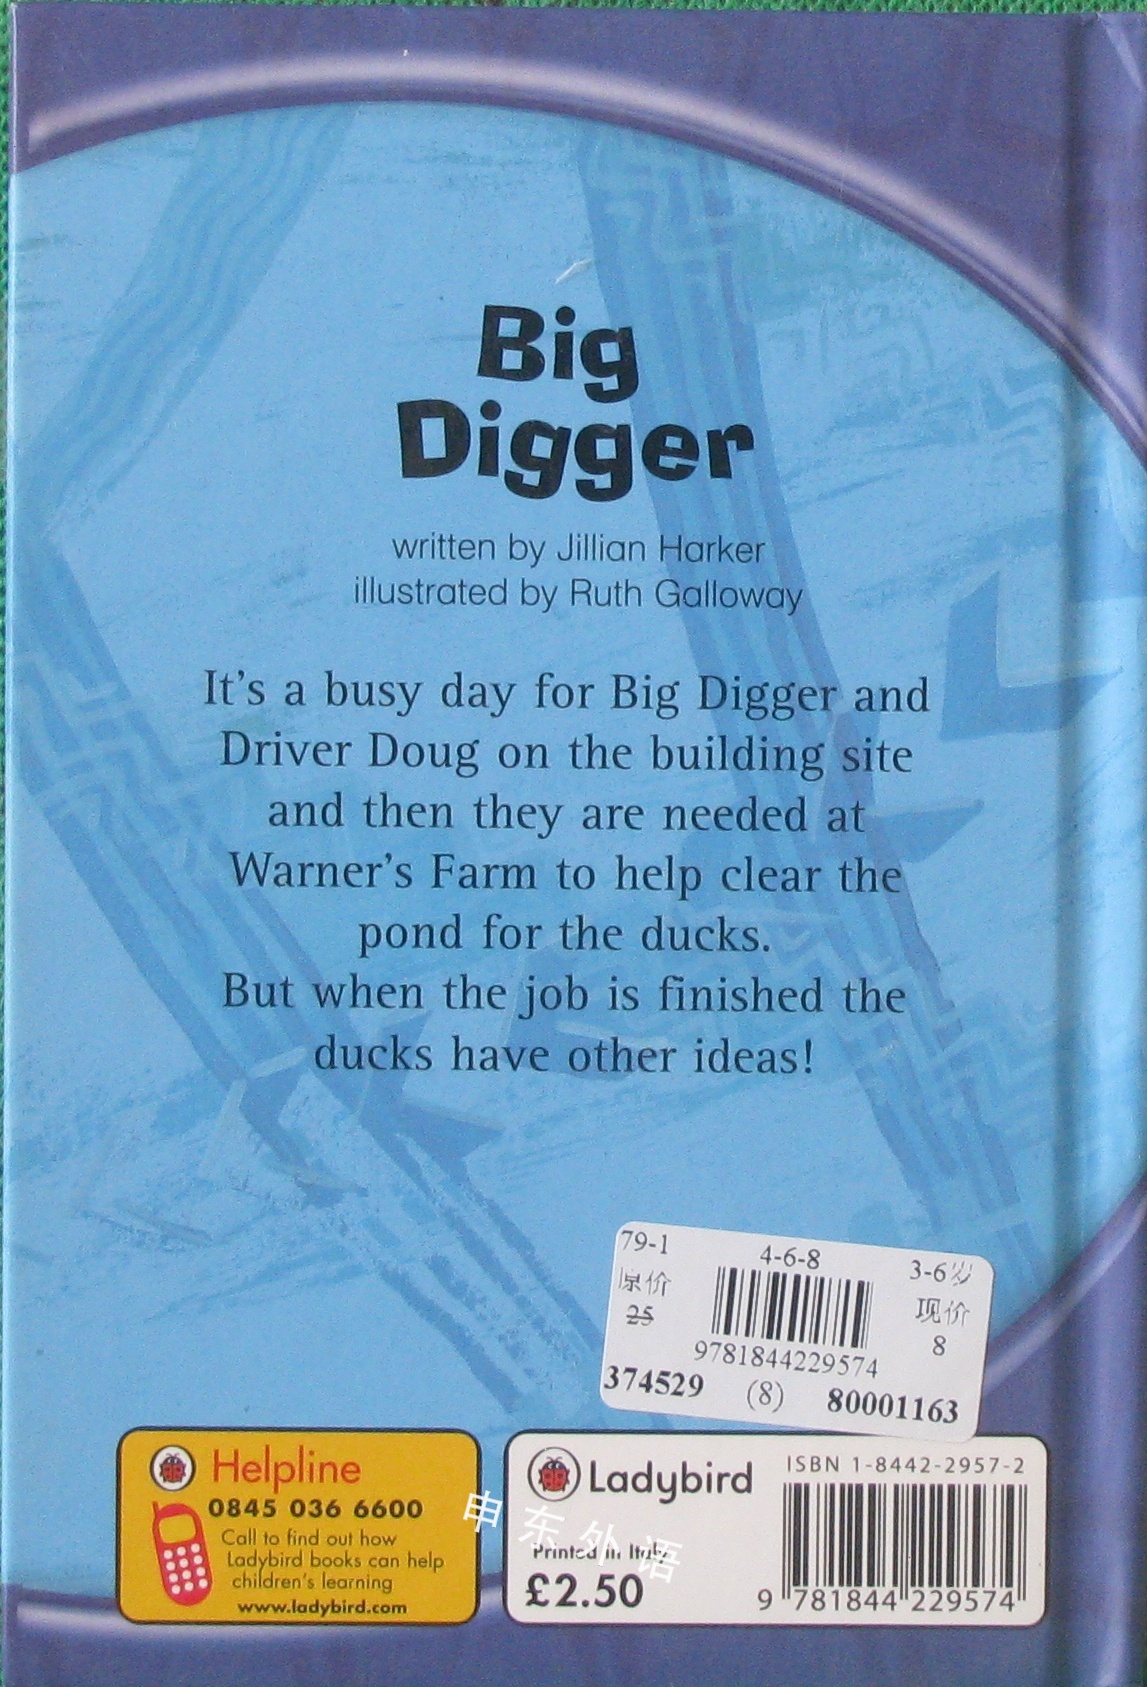 Big
Digger
written by Jillian Harker
illustrated by Ruth Galloway
It's a busy day for Big Digger and
Driver Doug on the building site
and then they are needed at
Warner's Farm to help clear the
pond for the ducks.
But when the job is finished the
ducks have other ideas!
79-1 4-6-8 3-6岁
原价 现价
25 8
9781844229574
374529 (8) 80001163
Helpline
0845 036 6600
Call to find out how
Ladybird books can help
children's learning
www.ladybird.com
Ladybird
ISBN 1-8442-2957-2
Printed in Italy
£2.50
9 781844 229574
申东外语